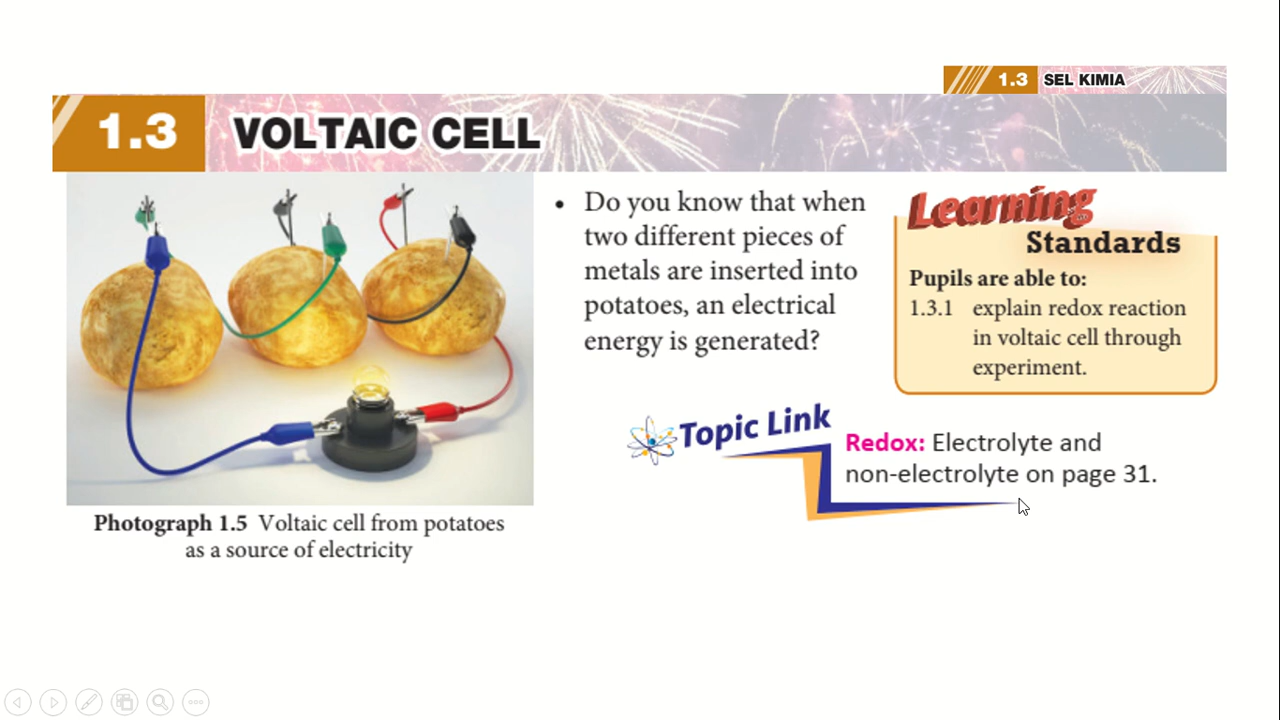 1.3 SEL KIMIA
1.3 VOLTAIC CELL
• Do you know that when
two different pieces of
metals are inserted into
potatoes, an electrical
energy is generated?
Learning
Standards
Pupils are able to:
1.3.1 explain redox reaction
in voltaic cell through
experiment.
Topic Link
Redox: Electrolyte and
non-electrolyte on page 31.
Photograph 1.5 Voltaic cell from potatoes
as a source of electricity